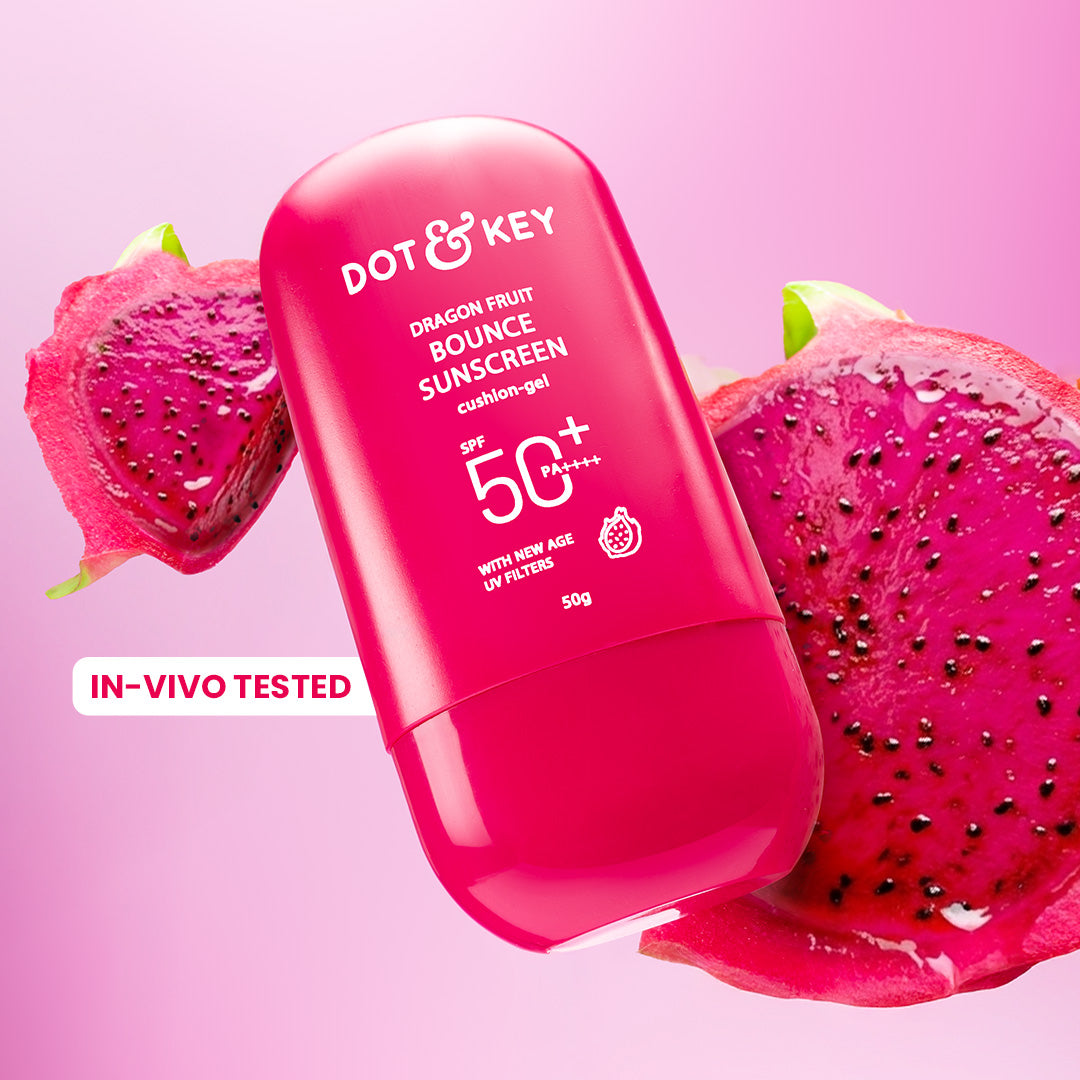 DOT & KEY
DRAGON FRUIT
BOUNCE
SUNSCREEN
cushion-gel
SPF
50+
PA++++
WITH NEW AGE
UV FILTERS
50g
IN-VIVO TESTED